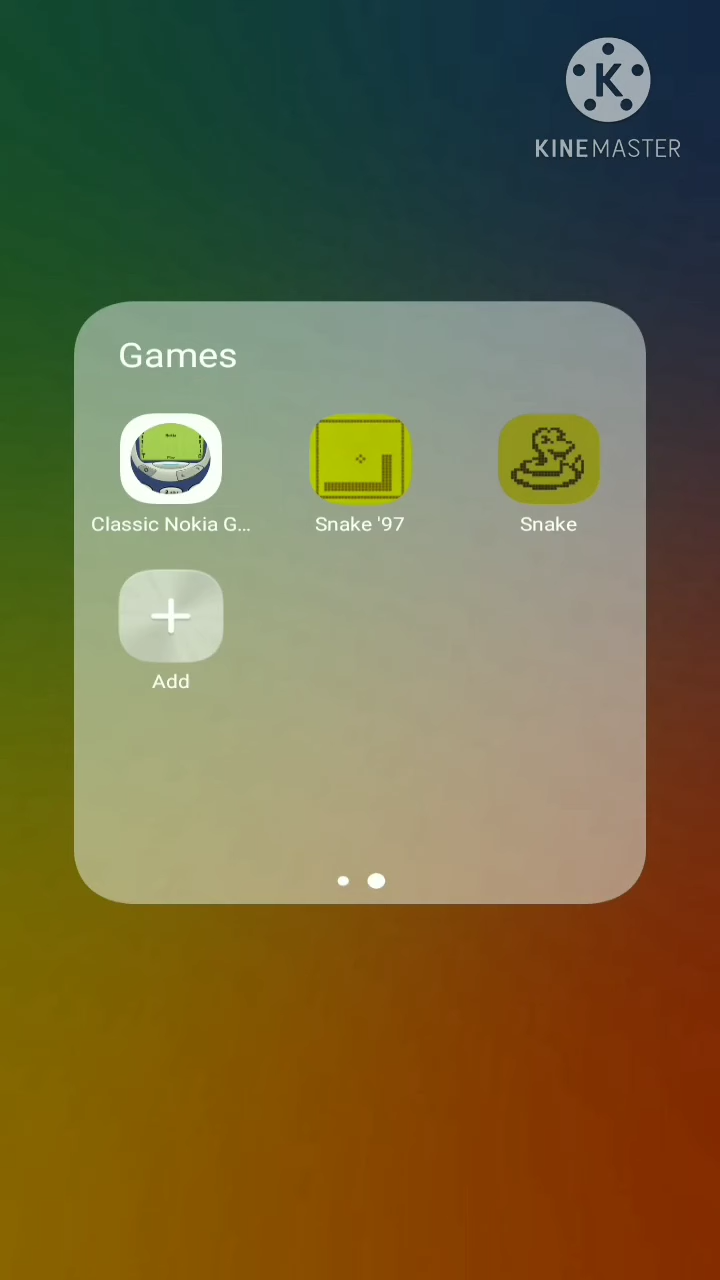 K
KINEMASTER
Games
Classic Nokia G...
Snake '97
Snake
Add